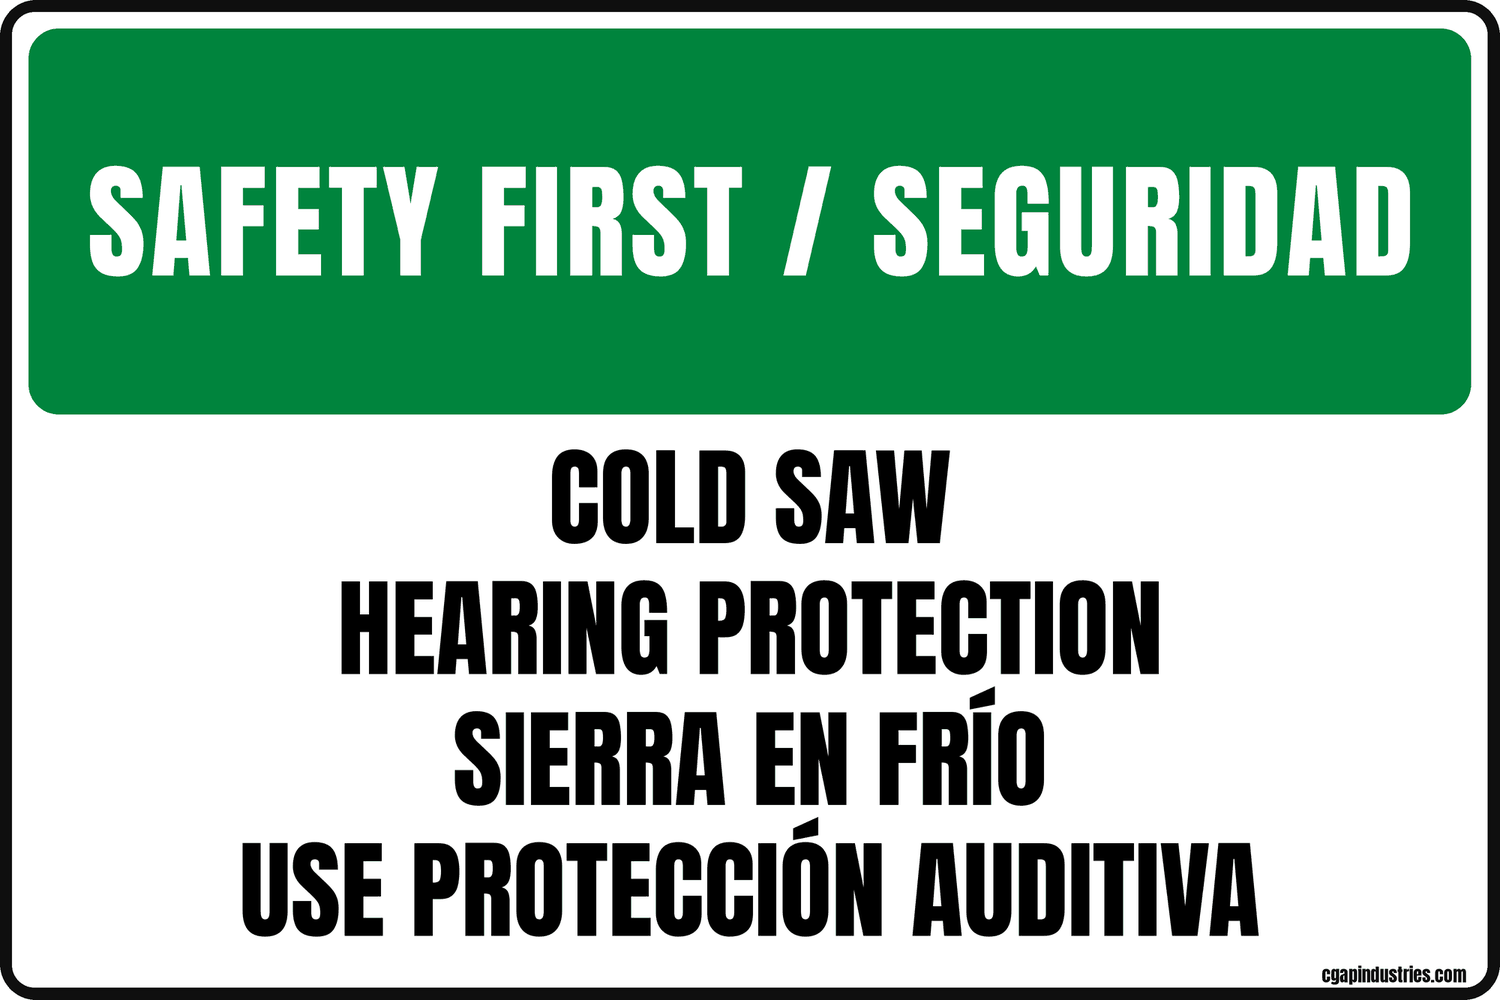 SAFETY FIRST / SEGURIDAD
COLD SAW
HEARING PROTECTION
SIERRA EN FRÍO
USE PROTECCIÓN AUDITIVA
cgapindustries.com